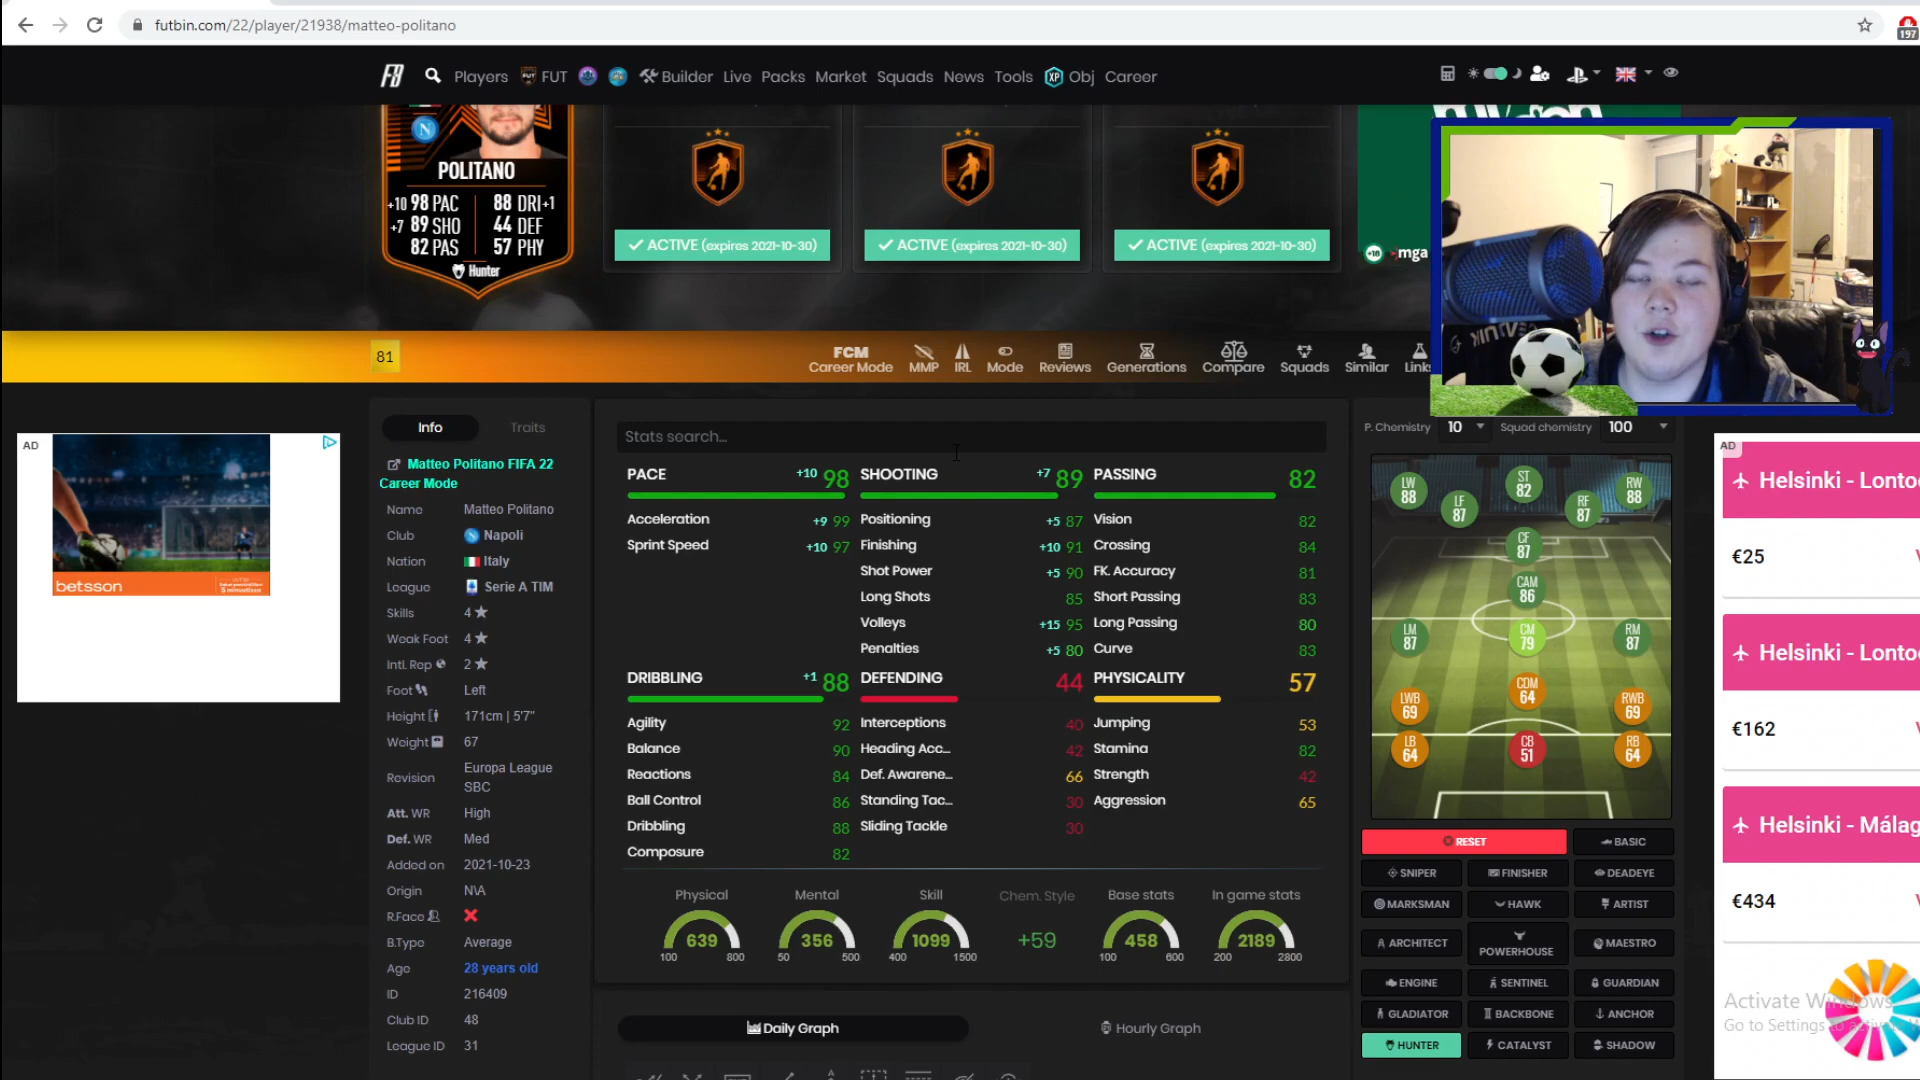 futbin.com/22/player/21938/matteo-politano
197
F8 Players FUT Builder Live Packs Market Squads News Tools XP Obj Career
POLITANO
+10 98 PAC 88 DRI+1
+7 89 SHO 44 DEF
82 PAS 57 PHY
Hunter
ACTIVE (expires 2021-10-30)
ACTIVE (expires 2021-10-30)
ACTIVE (expires 2021-10-30)
+18 mga
81
FCM
Career Mode MMP IRL Mode Reviews Generations Compare Squads Similar Links
Info Traits
Matteo Politano FIFA 22
Career Mode
Name Matteo Politano
Club Napoli
Nation Italy
League Serie A TIM
Skills 4
Weak Foot 4
Intl. Rep 2
Foot Left
Height 171cm | 5'7"
Weight 67
Revision Europa League
SBC
Att. WR High
Def. WR Med
Added on 2021-10-23
Origin N\A
R.Face
B.Type Average
Age 28 years old
ID 216409
Club ID 48
League ID 31
AD
betsson
Stats search...
PACE +10 98 SHOOTING +7 89 PASSING 82
Acceleration +9 99 Positioning +5 87 Vision 82
Sprint Speed +10 97 Finishing +10 91 Crossing 84
Shot Power +5 90 FK. Accuracy 81
Long Shots 85 Short Passing 83
Volleys +15 95 Long Passing 80
Penalties +5 80 Curve 83
DRIBBLING +1 88 DEFENDING 44 PHYSICALITY 57
Agility 92 Interceptions 40 Jumping 53
Balance 90 Heading Acc... 42 Stamina 82
Reactions 84 Def. Awarene... 66 Strength 42
Ball Control 86 Standing Tac... 30 Aggression 65
Dribbling 88 Sliding Tackle 30
Composure 82
Physical Mental Skill Chem. Style Base stats In game stats
639 356 1099 +59 458 2189
100 800 50 500 400 1500 100 600 200 2800
Daily Graph Hourly Graph
P. Chemistry 10 Squad chemistry 100
LW 88
ST 82
RW 88
LF 87
RF 87
CF 87
CAM 86
LM 87
CM 79
RM 87
LWB 69
CDM 64
RWB 69
LB 64
CB 51
RB 64
RESET BASIC
SNIPER FINISHER DEADEYE
MARKSMAN HAWK ARTIST
ARCHITECT POWERHOUSE MAESTRO
ENGINE SENTINEL GUARDIAN
GLADIATOR BACKBONE ANCHOR
HUNTER CATALYST SHADOW
AD
Helsinki - Lontoo
€25
Helsinki - Lontoo
€162
Helsinki - Málag
€434
Activate Windows
Go to Settings to activate